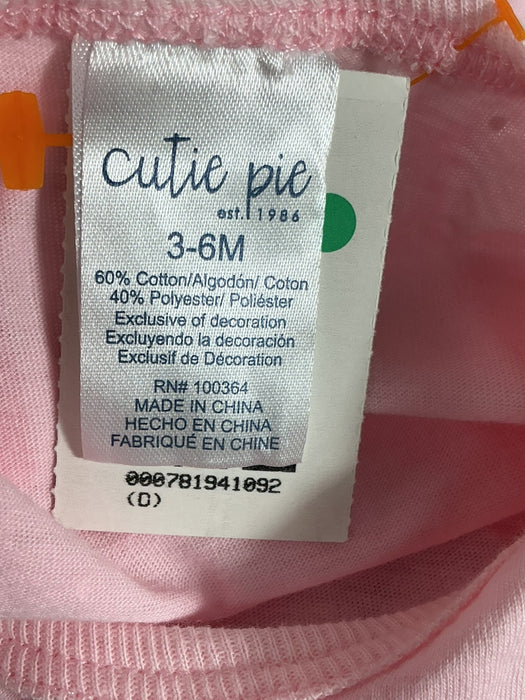 cutie pie
est. 1986
3-6M
60% Cotton/Algodón/ Coton
40% Polyester/ Poliéster
Exclusive of decoration
Excluyendo la decoración
Exclusif de Décoration
RN# 100364
MADE IN CHINA
HECHO EN CHINA
FABRIQUÉ EN CHINE
000781941092
(D)